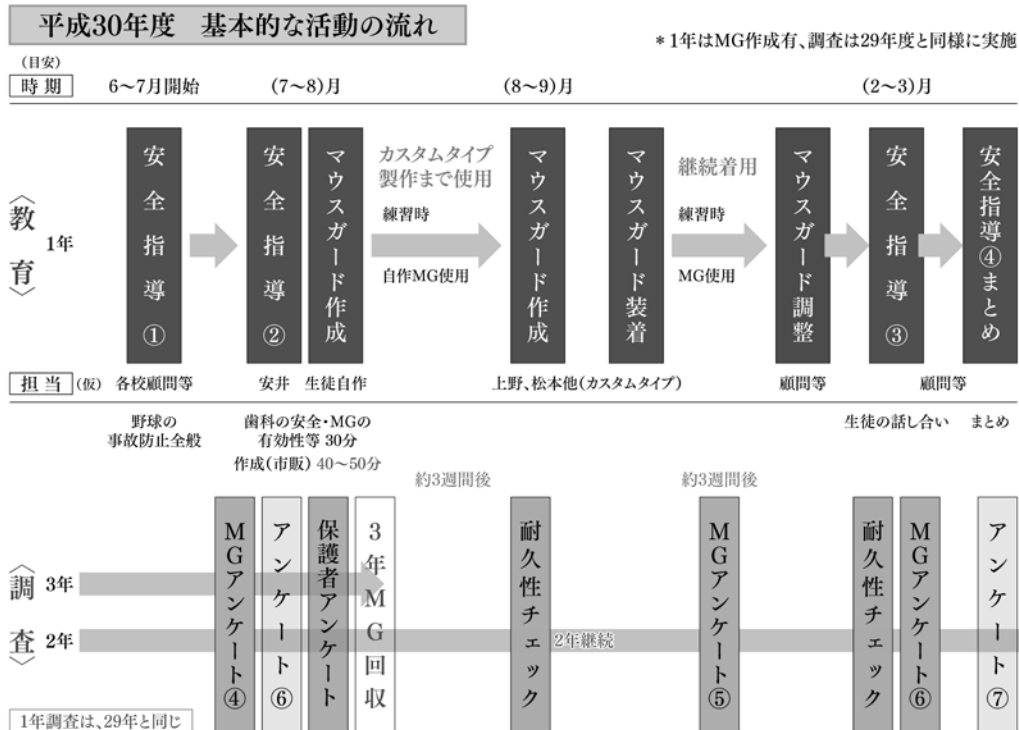 平成30年度　基本的な活動の流れ
＊1年はMG作成有、調査は29年度と同様に実施
（目安）
時期　6〜7月開始　(7〜8)月　(8〜9)月　(2〜3)月
〈教育〉
1年
安全指導①
安全指導②
マウスガード作成
カスタムタイプ
製作まで使用
練習時
自作MG使用
マウスガード作成
マウスガード装着
継続着用
練習時
MG使用
マウスガード調整
安全指導③
安全指導④まとめ
担当（仮）　各校顧問等　安井　生徒自作　上野、松本他（カスタムタイプ）　顧問等　顧問等
野球の
事故防止全般
歯科の安全・MGの
有効性等 30分
作成（市販） 40〜50分
生徒の話し合い　まとめ
約3週間後
約3週間後
〈調査〉
3年
2年
MGアンケート④
アンケート⑥
保護者アンケート
3年MG回収
耐久性チェック
2年継続
MGアンケート⑤
耐久性チェック
MGアンケート⑥
アンケート⑦
1年調査は、29年と同じ